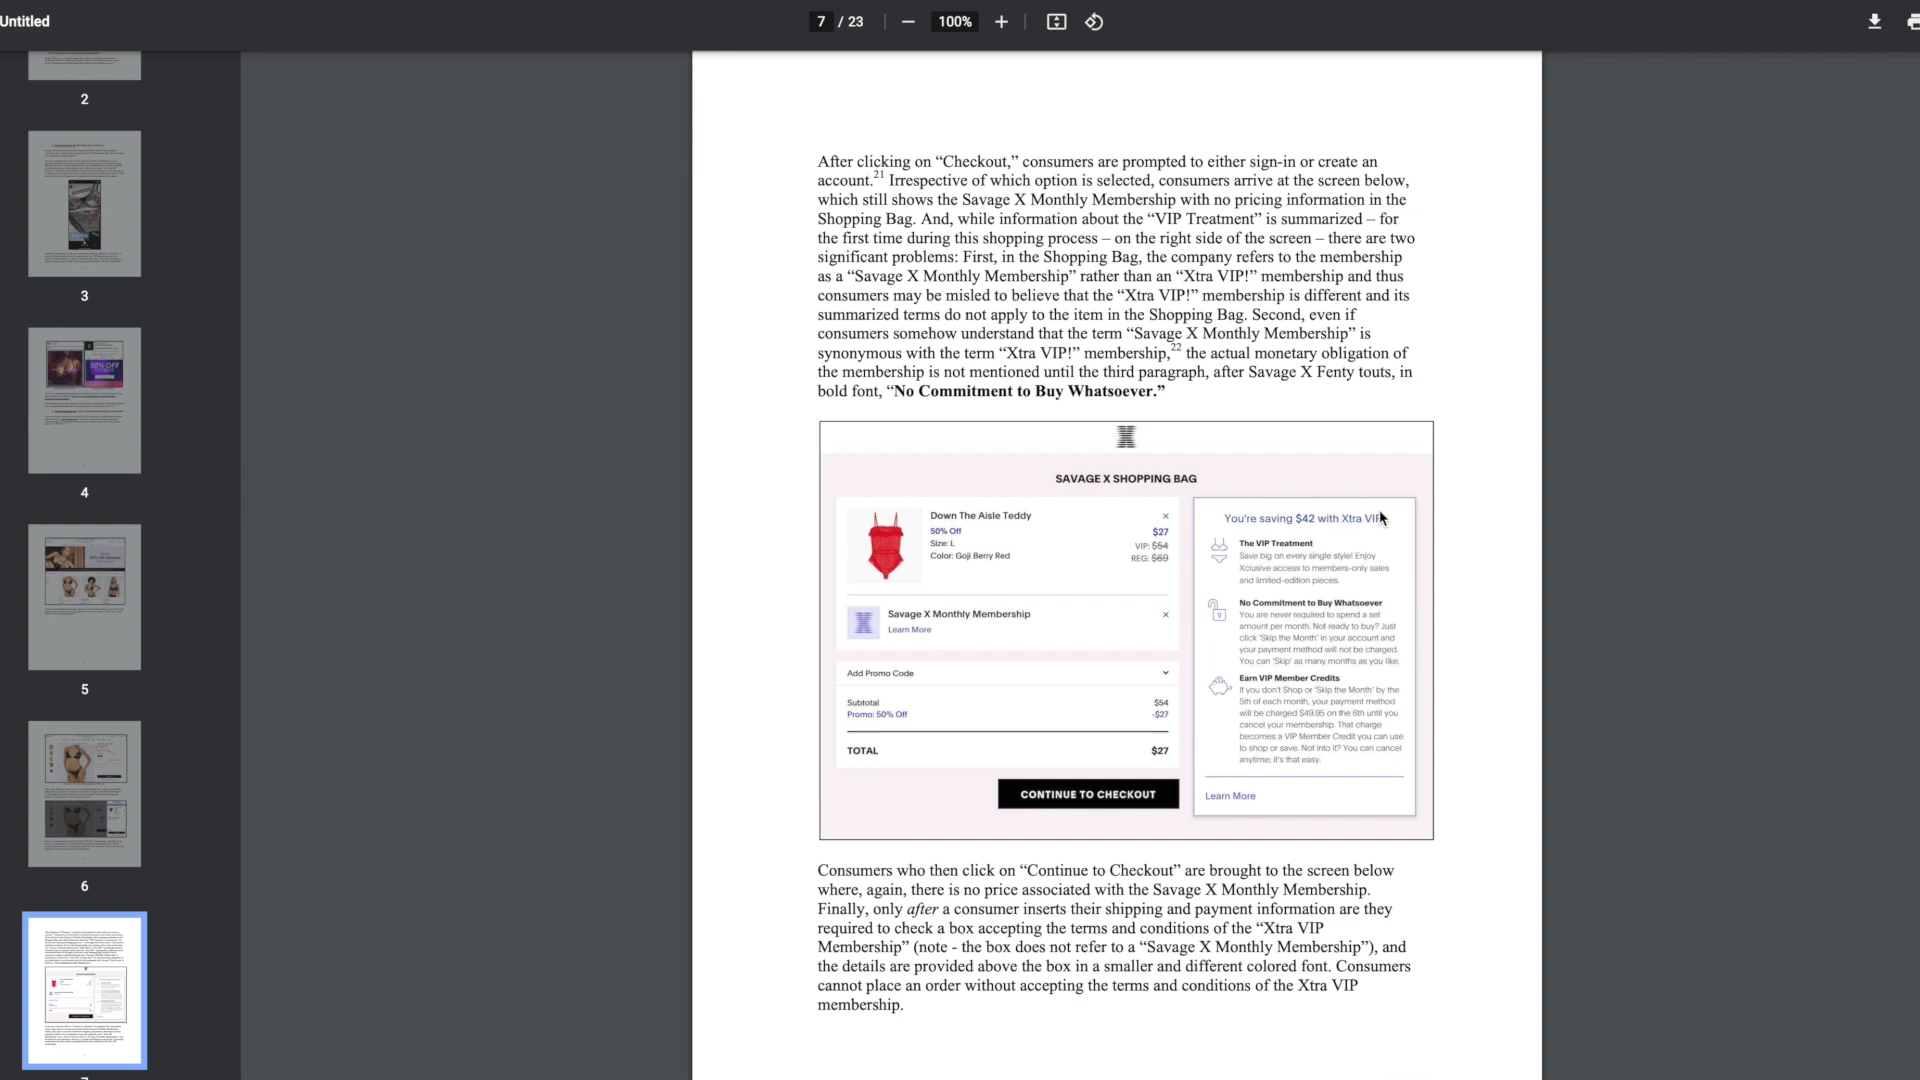 Untitled
7 / 23
100%
2
3
4
5
6
7
After clicking on “Checkout,” consumers are prompted to either sign-in or create an
account.21 Irrespective of which option is selected, consumers arrive at the screen below,
which still shows the Savage X Monthly Membership with no pricing information in the
Shopping Bag. And, while information about the “VIP Treatment” is summarized – for
the first time during this shopping process – on the right side of the screen – there are two
significant problems: First, in the Shopping Bag, the company refers to the membership
as a “Savage X Monthly Membership” rather than an “Xtra VIP!” membership and thus
consumers may be misled to believe that the “Xtra VIP!” membership is different and its
summarized terms do not apply to the item in the Shopping Bag. Second, even if
consumers somehow understand that the term “Savage X Monthly Membership” is
synonymous with the term “Xtra VIP!” membership,22 the actual monetary obligation of
the membership is not mentioned until the third paragraph, after Savage X Fenty touts, in
bold font, “No Commitment to Buy Whatsoever.”
SAVAGE X SHOPPING BAG
Down The Aisle Teddy
50% Off
$27
Size: L
VIP: $54
Color: Goji Berry Red
REG: $69
Savage X Monthly Membership
Learn More
Add Promo Code
Subtotal $54
Promo: 50% Off -$27
TOTAL $27
CONTINUE TO CHECKOUT
You're saving $42 with Xtra VIP
The VIP Treatment
Save big on every single style! Enjoy
Xclusive access to members-only sales
and limited-edition pieces.
No Commitment to Buy Whatsoever
You are never required to spend a set
amount per month. Not ready to buy? Just
click 'Skip the Month' in your account and
your payment method will not be charged.
You can 'Skip' as many months as you like.
Earn VIP Member Credits
If you don't Shop or 'Skip the Month' by the
5th of each month, your payment method
will be charged $49.95 on the 6th until you
cancel your membership. That charge
becomes a VIP Member Credit you can use
to shop or save. Not into it? You can cancel
anytime; it's that easy.
Learn More
Consumers who then click on “Continue to Checkout” are brought to the screen below
where, again, there is no price associated with the Savage X Monthly Membership.
Finally, only after a consumer inserts their shipping and payment information are they
required to check a box accepting the terms and conditions of the “Xtra VIP
Membership” (note - the box does not refer to a “Savage X Monthly Membership”), and
the details are provided above the box in a smaller and different colored font. Consumers
cannot place an order without accepting the terms and conditions of the Xtra VIP
membership.